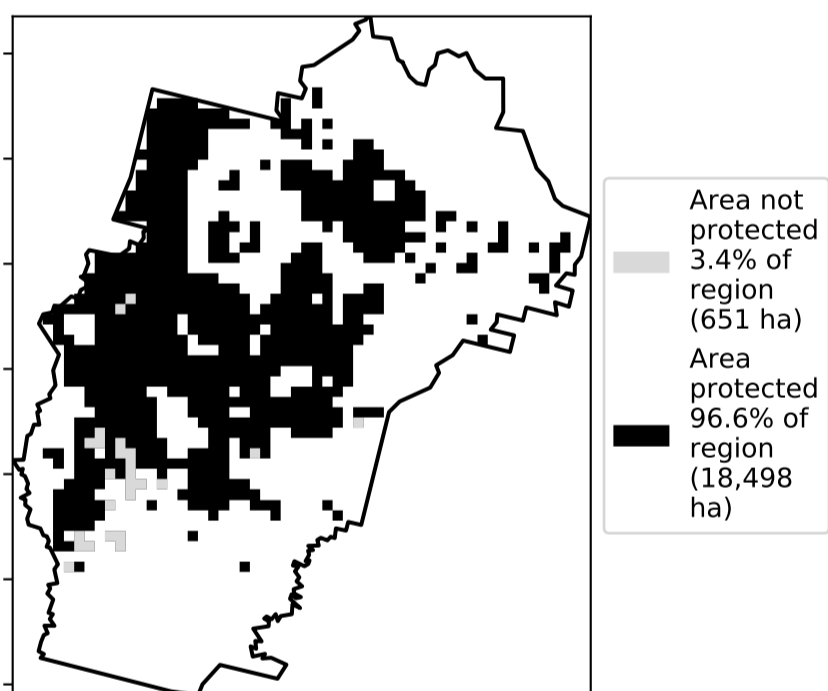 Area not
protected
3.4% of
region
(651 ha)
Area
protected
96.6% of
region
(18,498
ha)